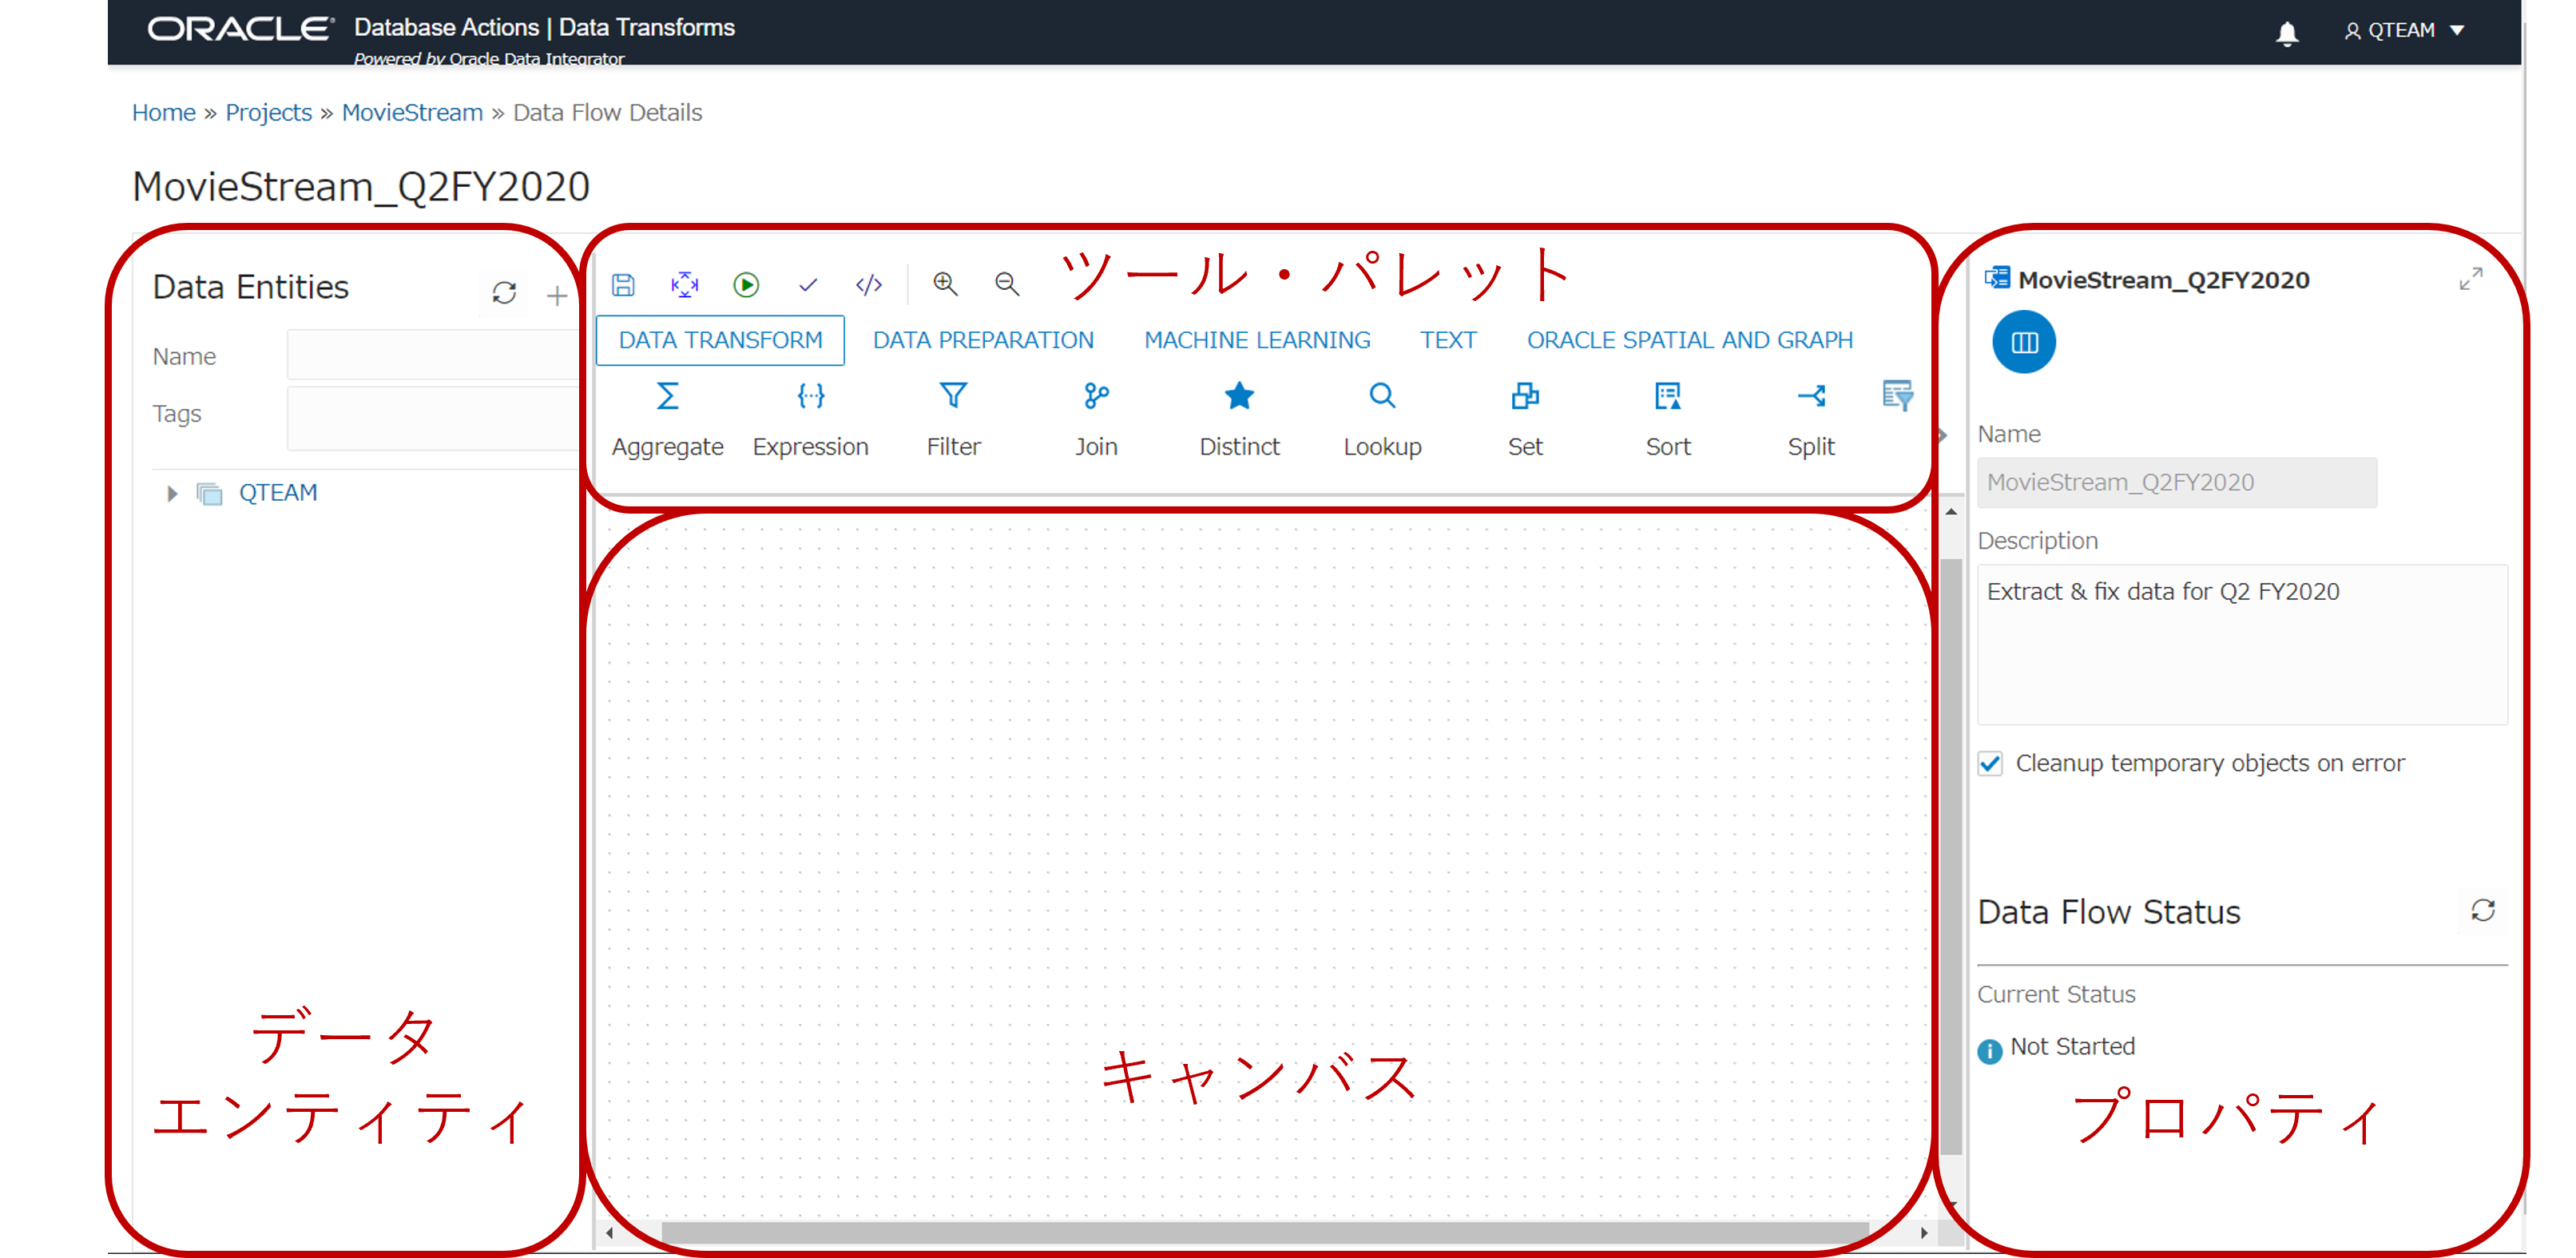 ORACLE Database Actions | Data Transforms
Powered by Oracle Data Integrator
QTEAM
Home » Projects » MovieStream » Data Flow Details
MovieStream_Q2FY2020
Data Entities
Name
Tags
QTEAM
データ
エンティティ
ツール・パレット
DATA TRANSFORM DATA PREPARATION MACHINE LEARNING TEXT ORACLE SPATIAL AND GRAPH
Aggregate Expression Filter Join Distinct Lookup Set Sort Split
キャンバス
MovieStream_Q2FY2020
Name
MovieStream_Q2FY2020
Description
Extract & fix data for Q2 FY2020
Cleanup temporary objects on error
Data Flow Status
Current Status
Not Started
プロパティ